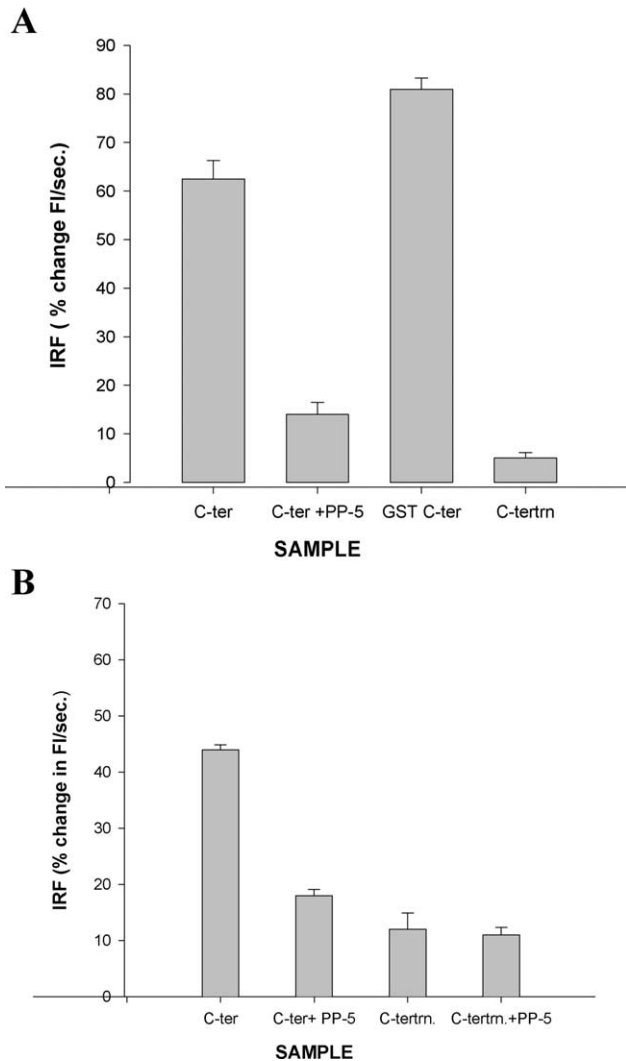 A
90
80
70
60
50
40
30
20
10
0
IRF ( % change FI/sec.)
C-ter C-ter +PP-5 GST C-ter C-tertrn
SAMPLE
B
70
60
50
40
30
20
10
0
IRF (% change in FI/sec.)
C-ter C-ter+ PP-5 C-tertrn. C-tertrn.+PP-5
SAMPLE